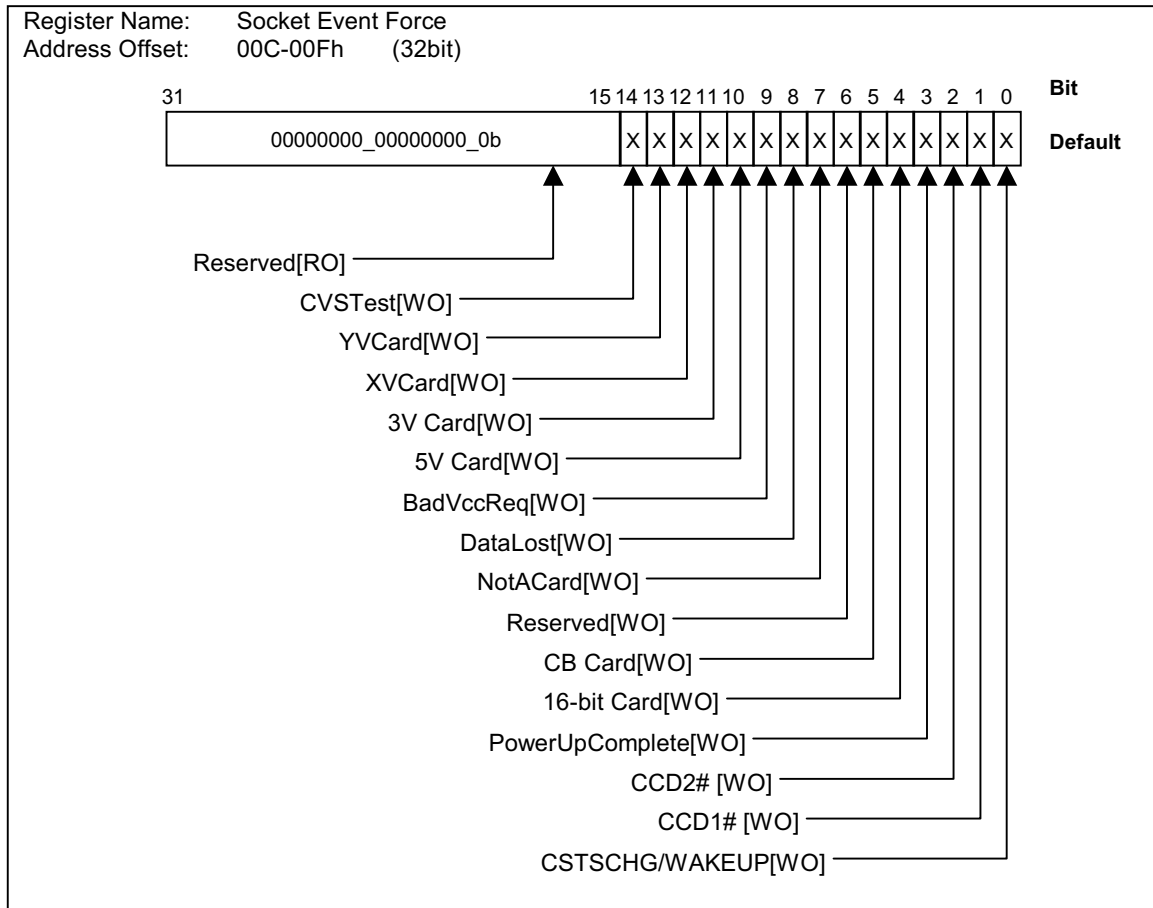 Register Name: Socket Event Force
Address Offset: 00C-00Fh (32bit)
31 15 14 13 12 11 10 9 8 7 6 5 4 3 2 1 0 Bit
00000000_00000000_0b X X X X X X X X X X X X X X X Default
Reserved[RO]
CVSTest[WO]
YVCard[WO]
XVCard[WO]
3V Card[WO]
5V Card[WO]
BadVccReq[WO]
DataLost[WO]
NotACard[WO]
Reserved[WO]
CB Card[WO]
16-bit Card[WO]
PowerUpComplete[WO]
CCD2# [WO]
CCD1# [WO]
CSTSCHG/WAKEUP[WO]